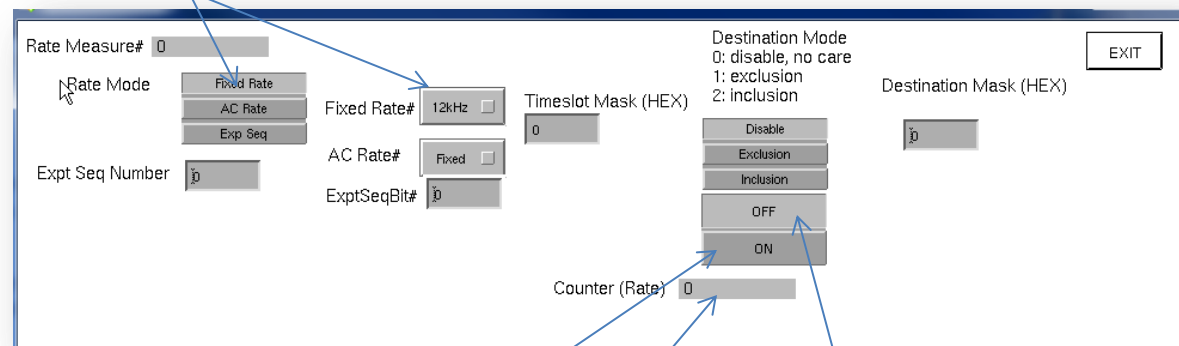 Rate Measure# 0
Rate Mode
Fixed Rate
AC Rate
Exp Seq
Expt Seq Number 0
Fixed Rate# 12kHz
AC Rate# Fixed
ExptSeqBit# 0
Timeslot Mask (HEX)
0
Destination Mode
0: disable, no care
1: exclusion
2: inclusion
Disable
Exclusion
Inclusion
OFF
ON
Counter (Rate) 0
Destination Mask (HEX)
0
EXIT